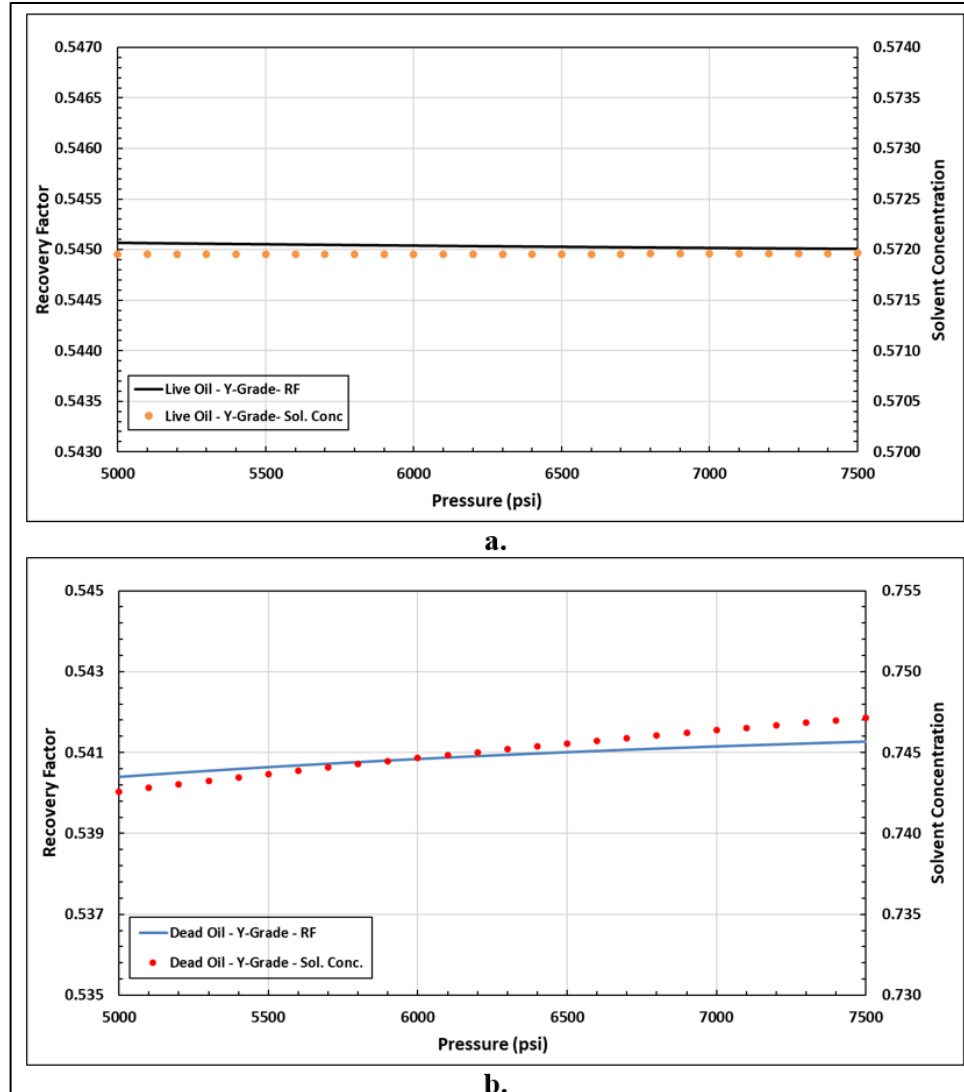 0.5470
0.5465
0.5460
0.5455
0.5450
0.5445
0.5440
0.5435
0.5430
Recovery Factor
0.5740
0.5735
0.5730
0.5725
0.5720
0.5715
0.5710
0.5705
0.5700
Solvent Concentration
Live Oil - Y-Grade- RF
Live Oil - Y-Grade- Sol. Conc
5000 5500 6000 6500 7000 7500
Pressure (psi)
a.
0.545
0.543
0.541
0.539
0.537
0.535
Recovery Factor
0.755
0.750
0.745
0.740
0.735
0.730
Solvent Concentration
Dead Oil - Y-Grade - RF
Dead Oil - Y-Grade - Sol. Conc.
5000 5500 6000 6500 7000 7500
Pressure (psi)
b.